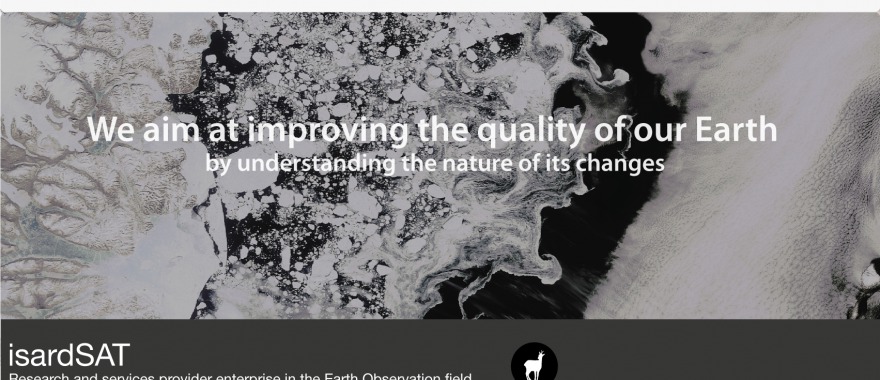 We aim at improving the quality of our Earth
by understanding the nature of its changes
isardSAT
Research and services provider enterprise in the Earth Observation field